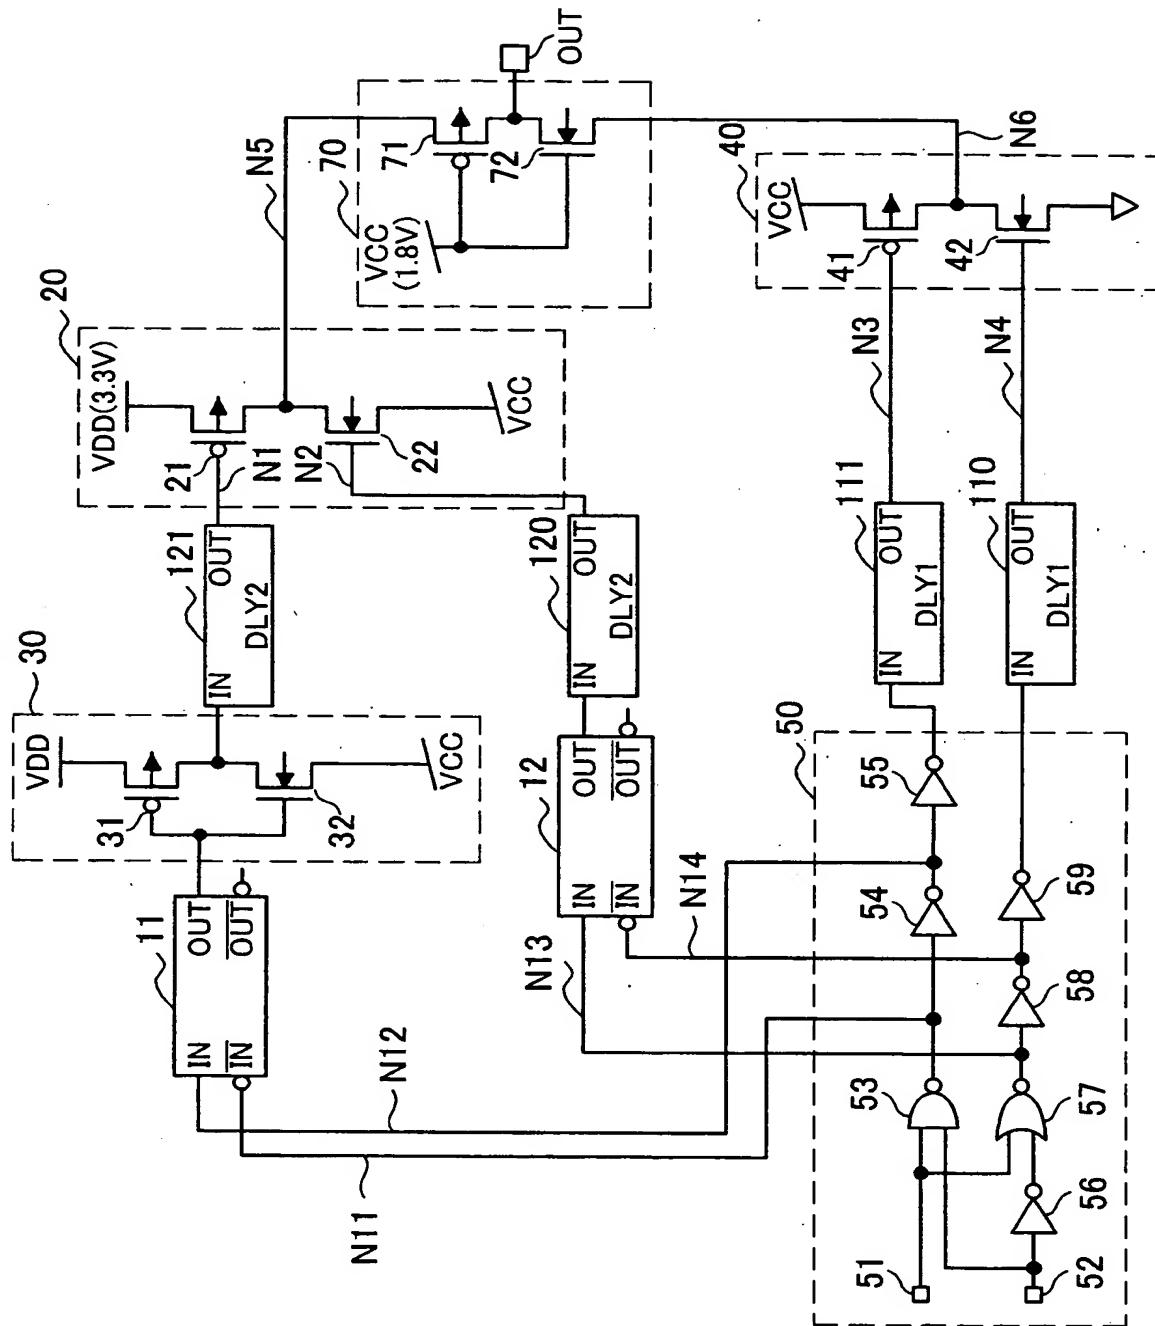 20
VDD(3.3V)
N5
70
71
VCC
(1.8V)
72
OUT
21
N1
N2
22
VCC
40
VCC
41
42
N6
30
VDD
31
32
VCC
121
IN
OUT
DLY2
120
IN
OUT
DLY2
111
OUT
IN
DLY1
N3
110
OUT
IN
DLY1
N4
11
IN
OUT
IN
OUT
12
IN
OUT
IN
OUT
N12
N11
N13
N14
50
51
52
53
54
55
56
57
58
59